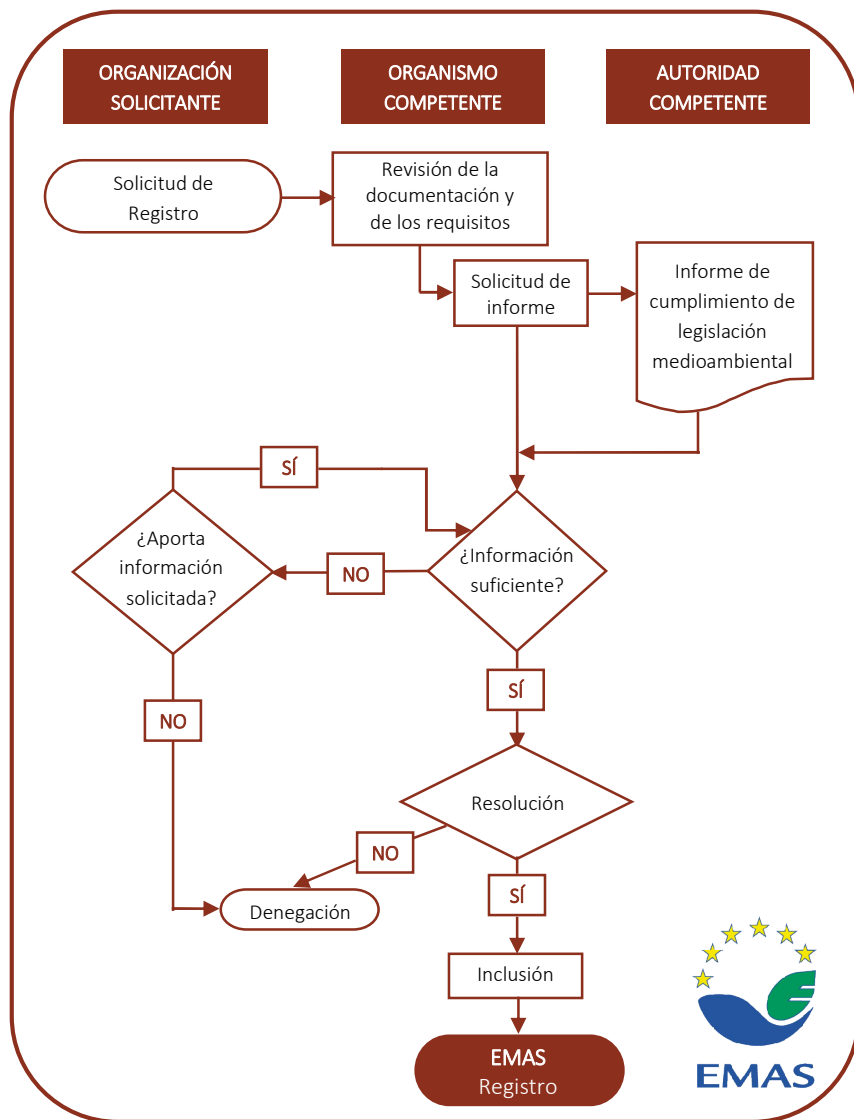 ORGANIZACIÓN
SOLICITANTE
ORGANISMO
COMPETENTE
AUTORIDAD
COMPETENTE
Solicitud de
Registro
Revisión de la
documentación y
de los requisitos
Solicitud de
informe
Informe de
cumplimiento de
legislación
medioambiental
SÍ
¿Aporta
información
solicitada?
NO
¿Información
suficiente?
SÍ
NO
Resolución
NO
Denegación
SÍ
Inclusión
EMAS
Registro
EMAS